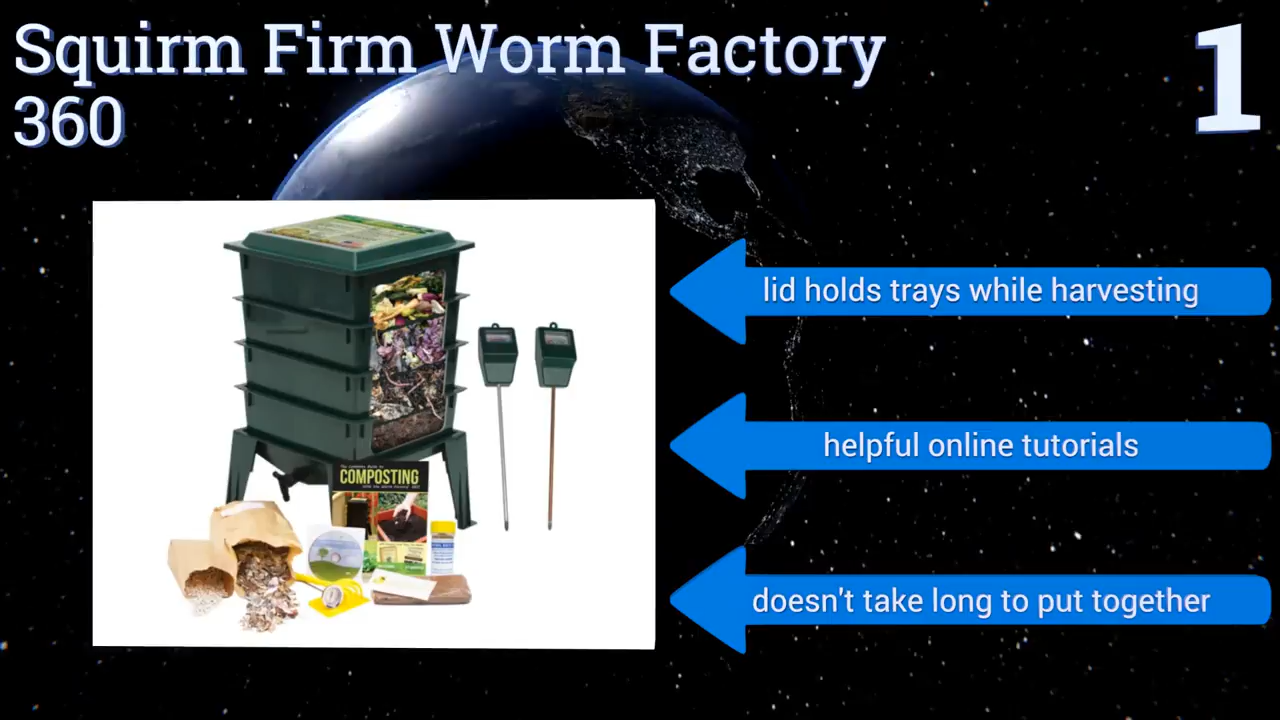 Squirm Firm Worm Factory
360
1
lid holds trays while harvesting
helpful online tutorials
COMPOSTING
doesn't take long to put together